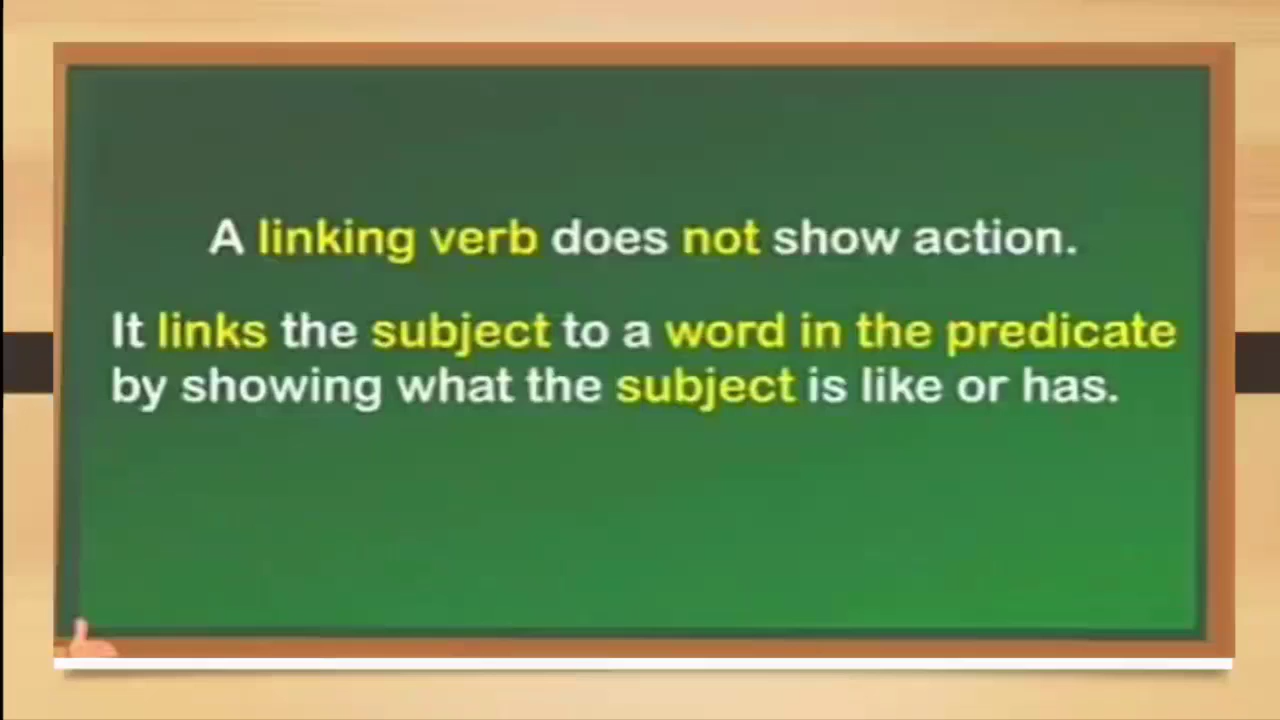 A linking verb does not show action.
It links the subject to a word in the predicate
by showing what the subject is like or has.